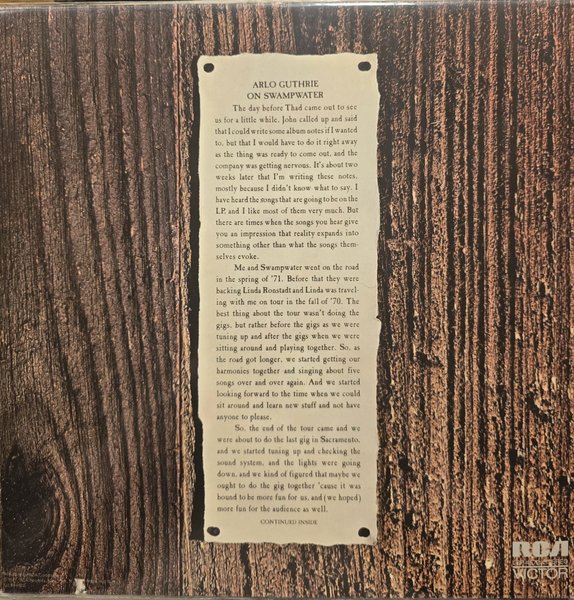 ARLO GUTHRIE
ON SWAMPWATER
The day before Thad came out to see
us for a little while, John called up and said
that I could write some album notes if I wanted
to, but that I would have to do it right away
as the thing was ready to come out, and the
company was getting nervous. It's about two
weeks later that I'm writing these notes,
mostly because I didn't know what to say. I
have heard the songs that are going to be on the
LP, and I like most of them very much. But
there are times when the songs you hear give
you an impression that reality expands into
something other than what the songs them-
selves evoke.
Me and Swampwater went on the road
in the spring of '71. Before that they were
backing Linda Ronstadt and Linda was travel-
ing with me on tour in the fall of '70. The
best thing about the tour wasn't doing the
gigs, but rather before the gigs as we were
tuning up and after the gigs when we were
sitting around and playing together. So, as
the road got longer, we started getting our
harmonies together and singing about five
songs over and over again. And we started
looking forward to the time when we could
sit around and learn new stuff and not have
anyone to please.
So, the end of the tour came and we
were about to do the last gig in Sacramento,
and we started tuning up and checking the
sound system, and the lights were going
down, and we kind of figured that maybe we
ought to do the gig together 'cause it was
bound to be more fun for us, and (we hoped)
more fun for the audience as well.
CONTINUED INSIDE
RCA
VICTOR